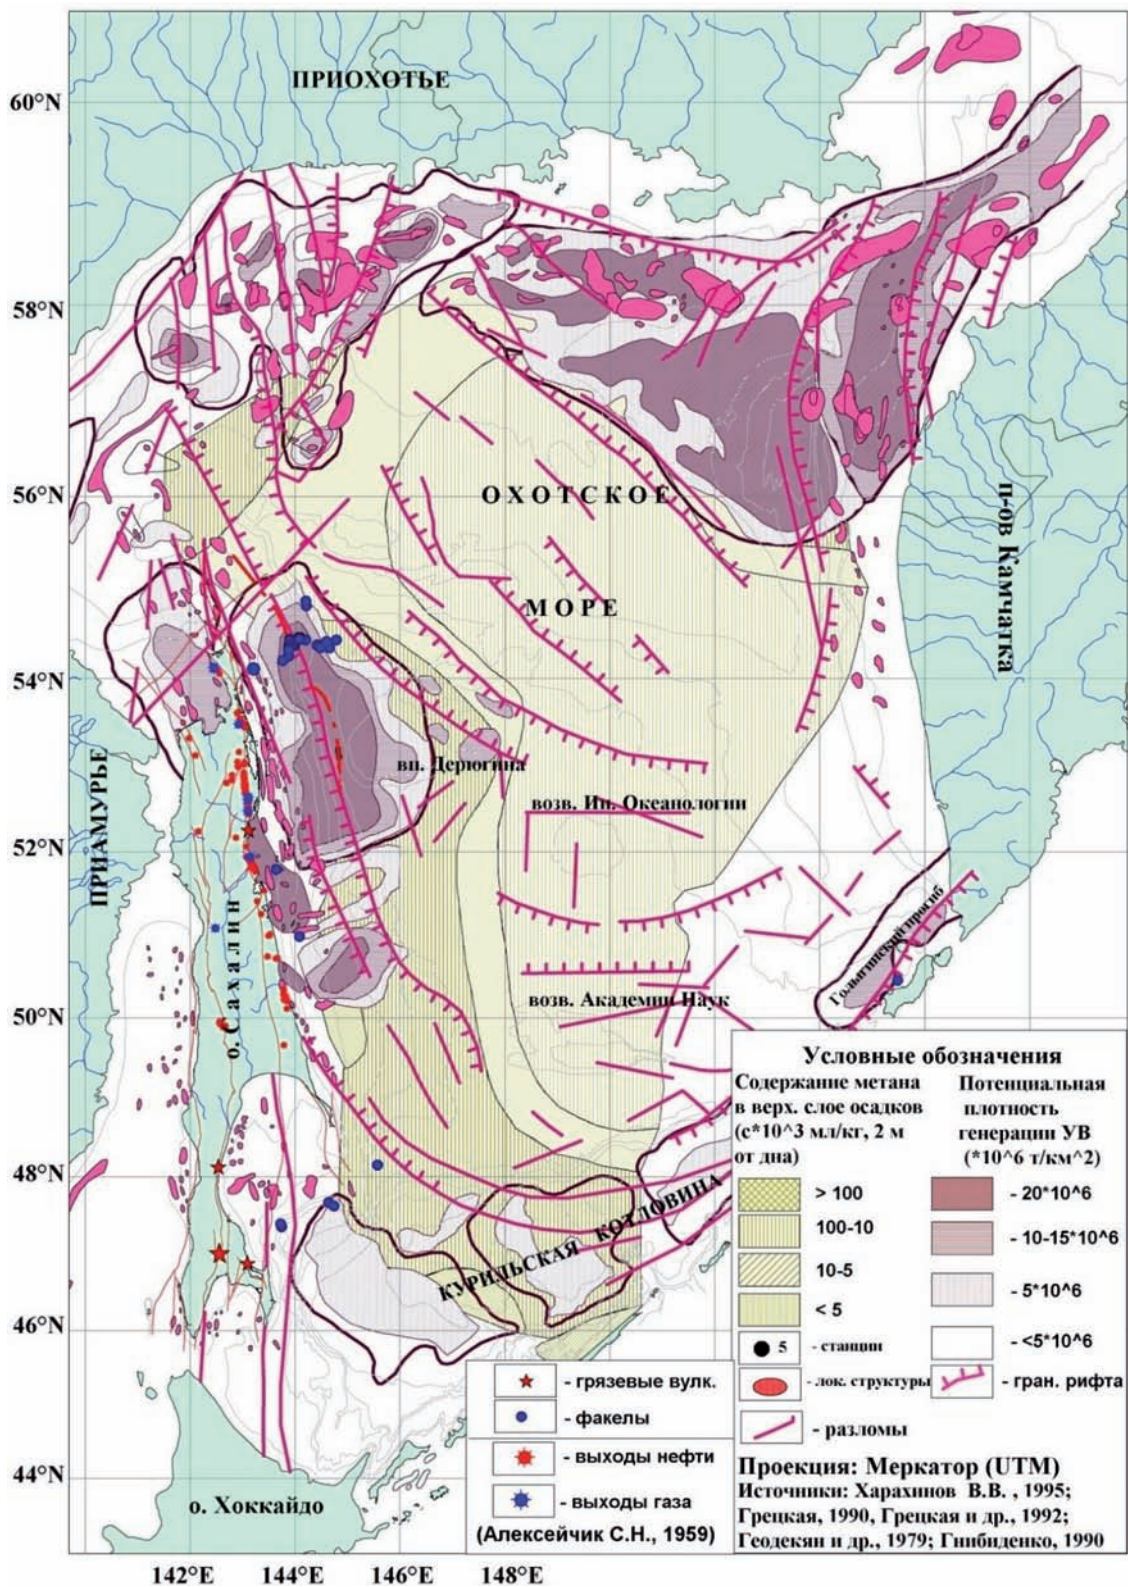 ПРИОХОТЬЕ
60°N
58°N
56°N
54°N
52°N
50°N
48°N
46°N
44°N
142°E
144°E
146°E
148°E
ОХОТСКОЕ
МОРЕ
п-ов Камчатка
ПРИАМУРЬЕ
о. Сахалин
вп. Дерюгина
возв. Ин. Океанологии
возв. Академии Наук
Голыгинский прогиб
КУРИЛЬСКАЯ КОТЛОВИНА
о. Хоккайдо
Условные обозначения
Содержание метана
в верх. слое осадков
(с*10^3 мл/кг, 2 м
от дна)
> 100
100-10
10-5
< 5
5 - станции
- лок. структуры
- разломы
Потенциальная
плотность
генерации УВ
(*10^6 т/км^2)
- 20*10^6
- 10-15*10^6
- 5*10^6
- <5*10^6
- гран. рифта
- грязевые вулк.
- факелы
- выходы нефти
- выходы газа
(Алексейчик С.Н., 1959)
Проекция: Меркатор (UTM)
Источники: Харахинов В.В. , 1995;
Грецкая, 1990, Грецкая и др., 1992;
Геодекян и др., 1979; Гнибиденко, 1990